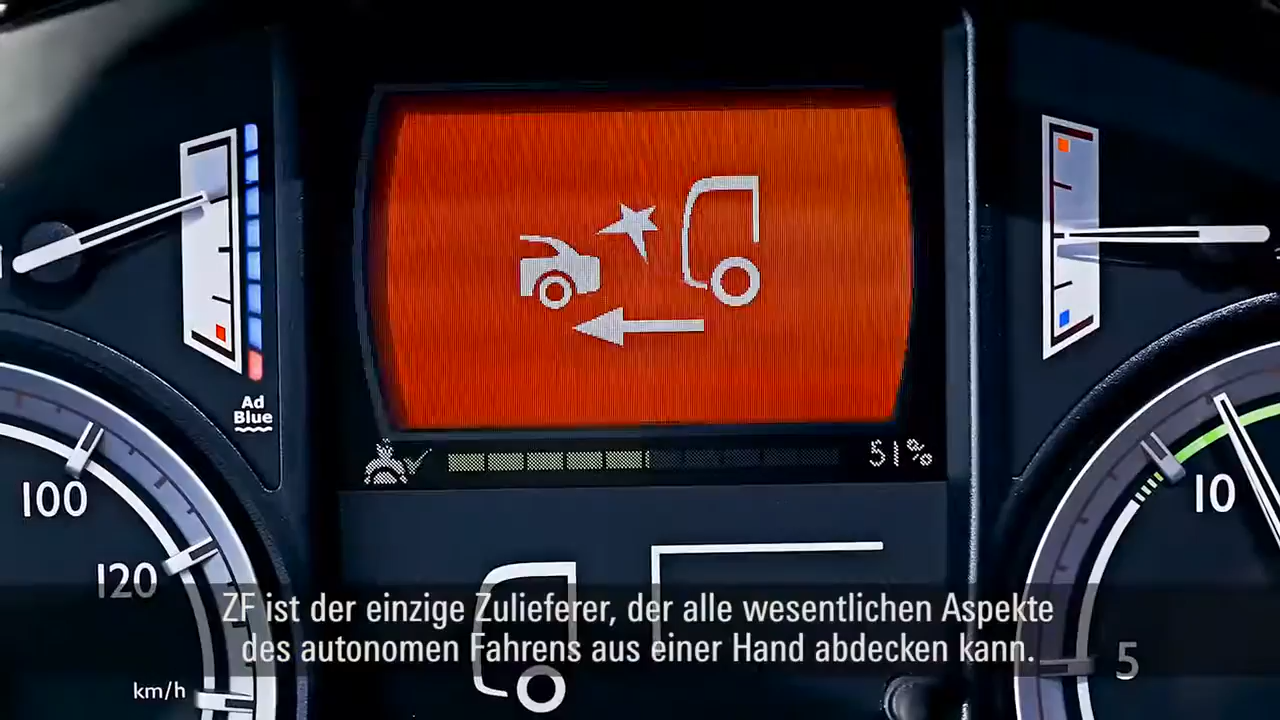 Ad
Blue
51%
100
10
120
ZF ist der einzige Zulieferer, der alle wesentlichen Aspekte
des autonomen Fahrens aus einer Hand abdecken kann.
5
km/h